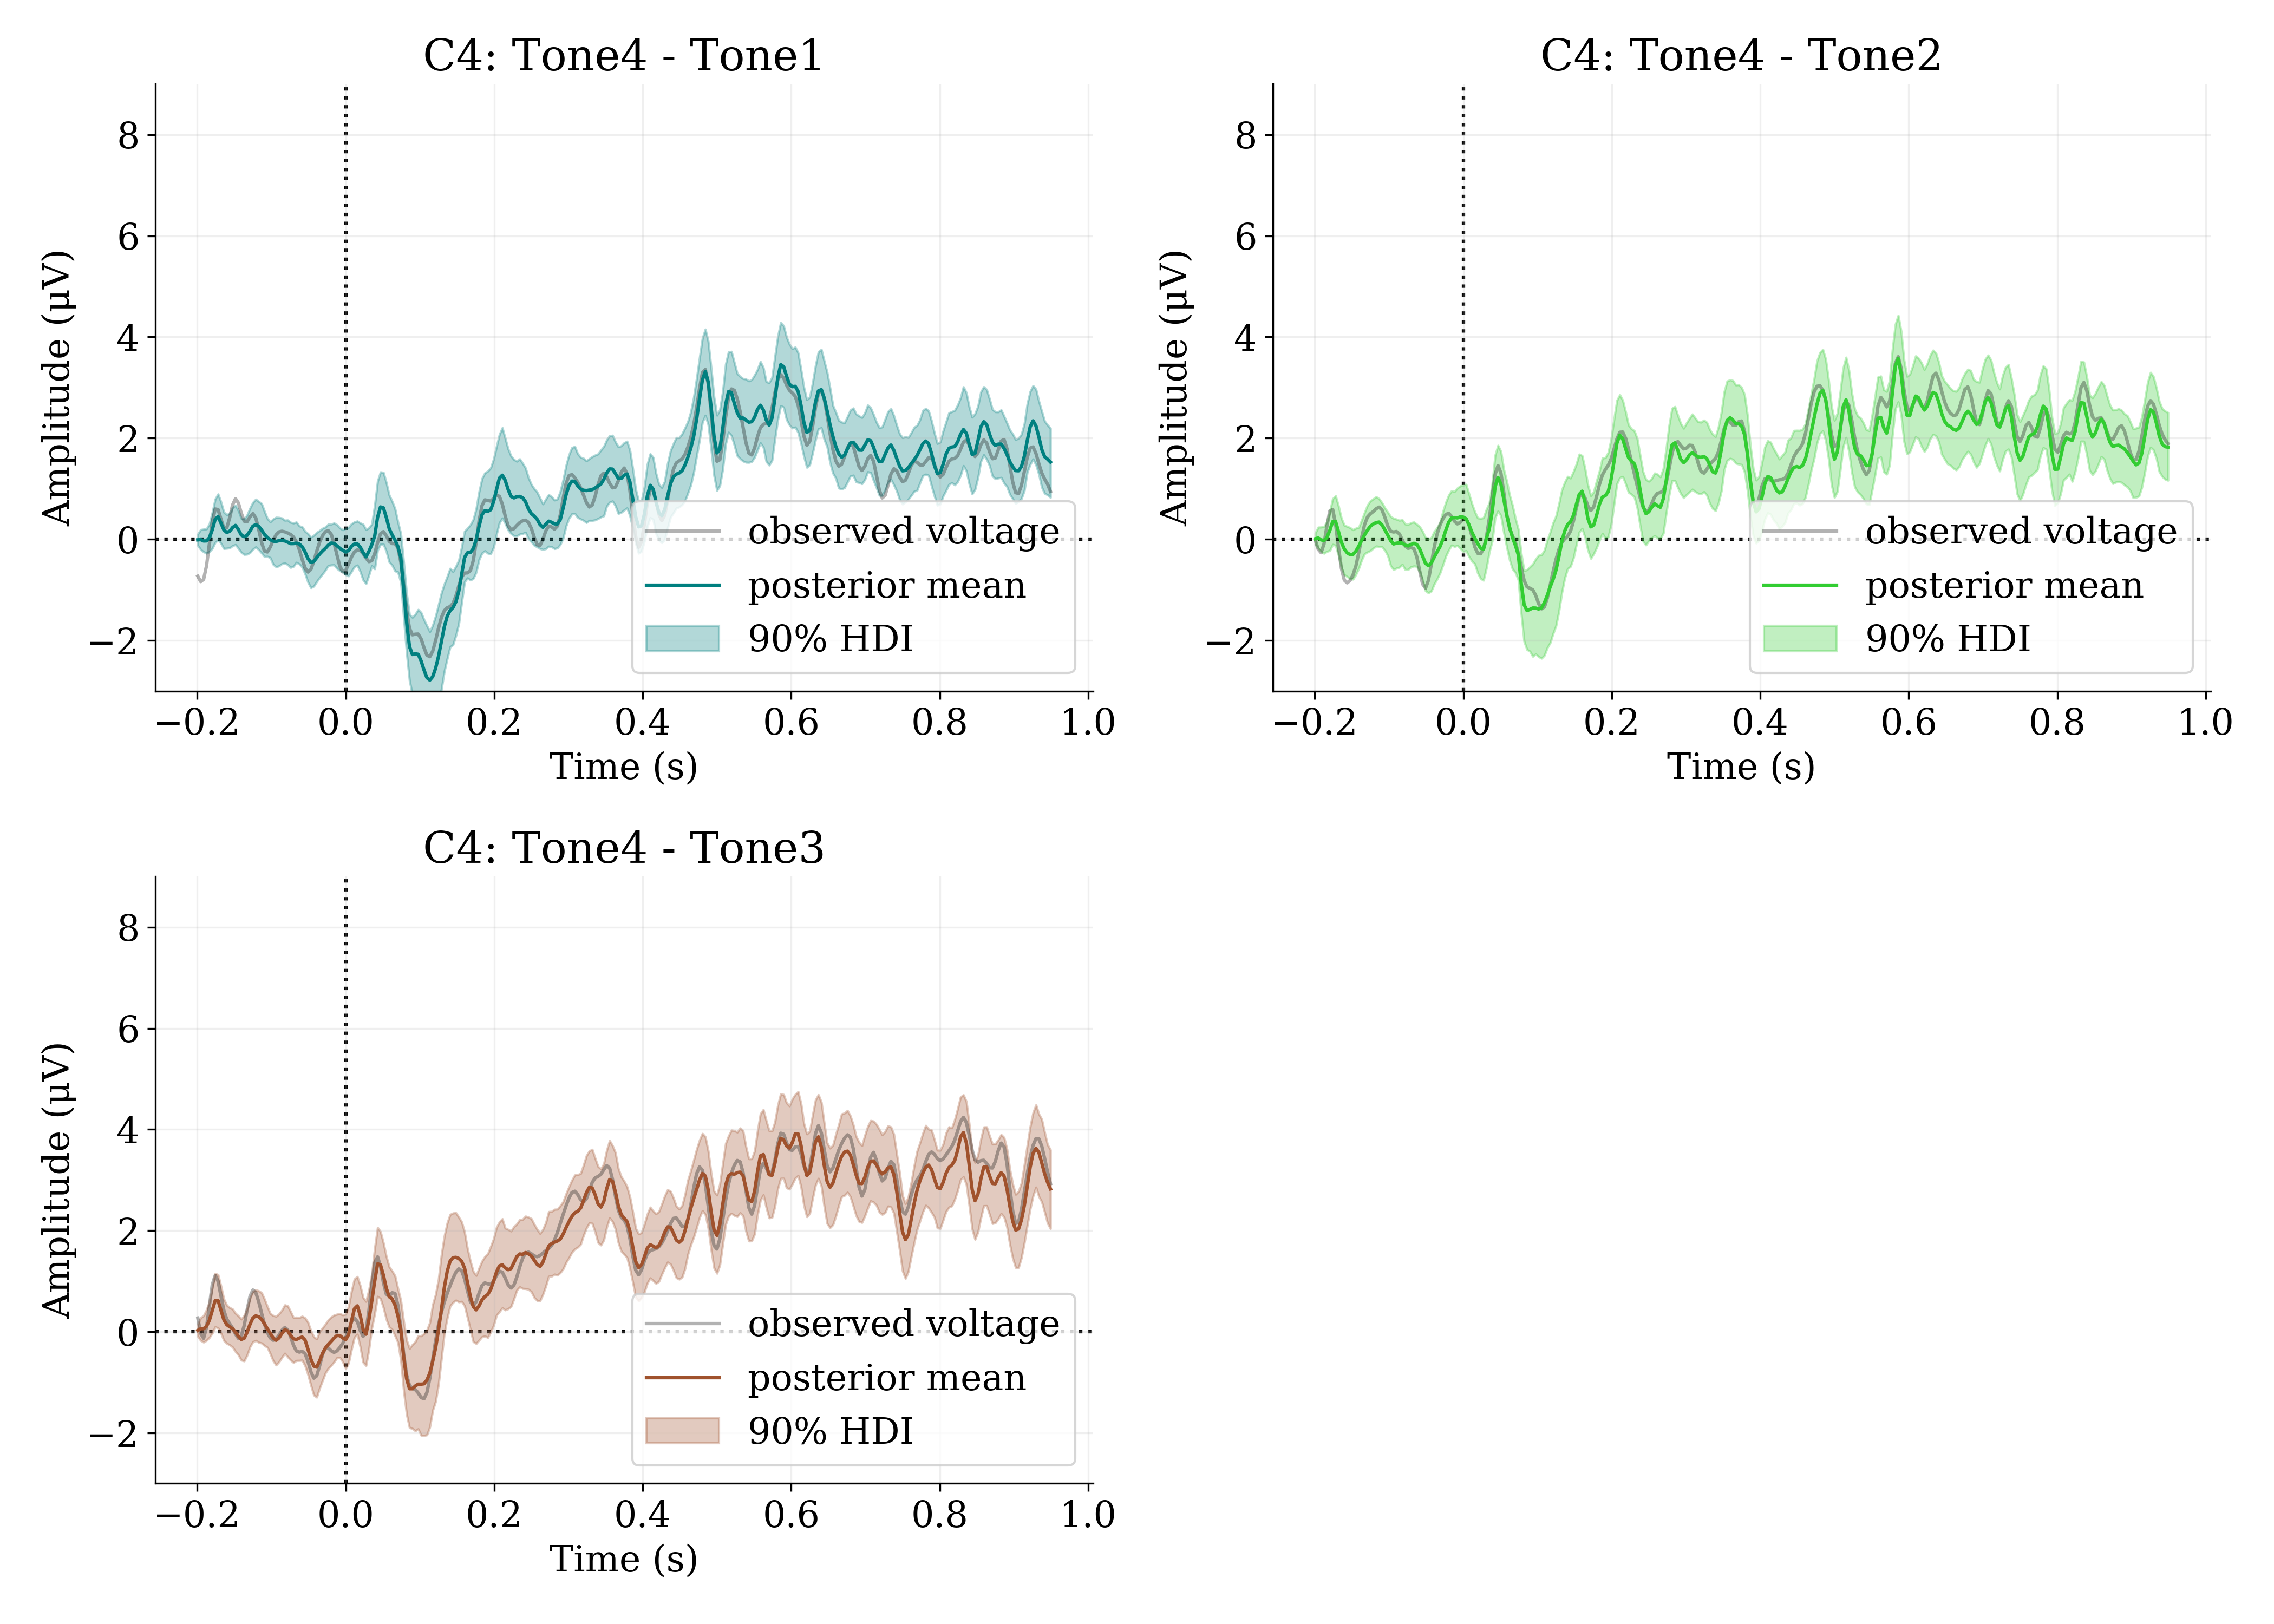 C4: Tone4 - Tone1
Amplitude (μV)
8
6
4
2
0
−2
observed voltage
posterior mean
90% HDI
−0.2 0.0 0.2 0.4 0.6 0.8 1.0
Time (s)
C4: Tone4 - Tone2
Amplitude (μV)
8
6
4
2
0
−2
observed voltage
posterior mean
90% HDI
−0.2 0.0 0.2 0.4 0.6 0.8 1.0
Time (s)
C4: Tone4 - Tone3
Amplitude (μV)
8
6
4
2
0
−2
observed voltage
posterior mean
90% HDI
−0.2 0.0 0.2 0.4 0.6 0.8 1.0
Time (s)